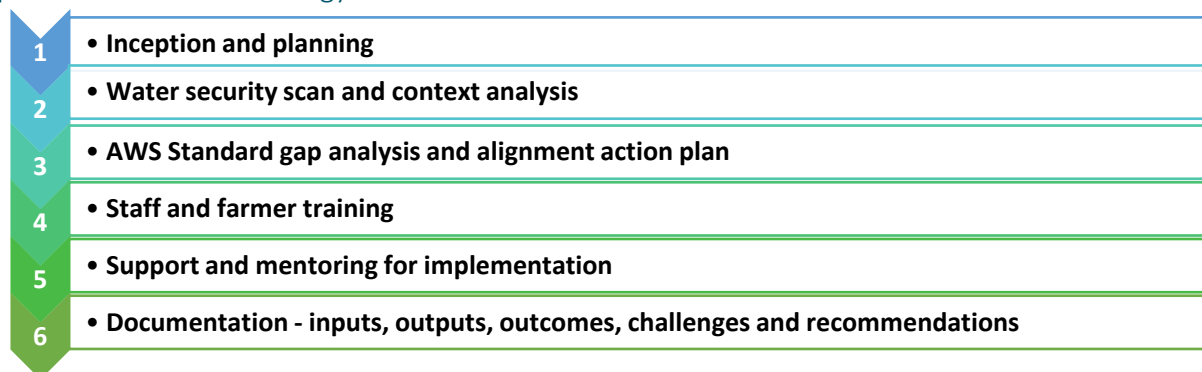 1 • Inception and planning
2 • Water security scan and context analysis
3 • AWS Standard gap analysis and alignment action plan
4 • Staff and farmer training
5 • Support and mentoring for implementation
6 • Documentation - inputs, outputs, outcomes, challenges and recommendations